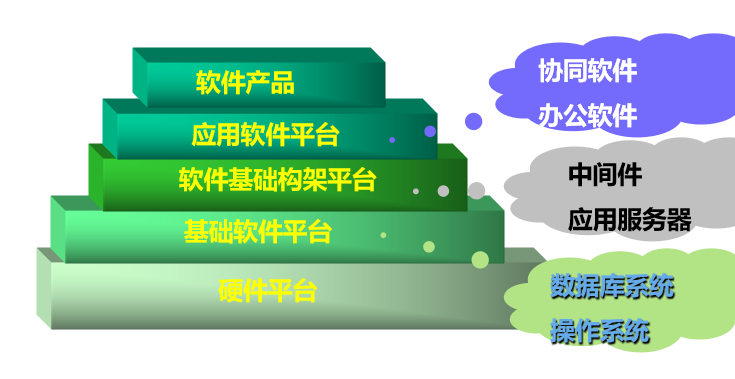 软件产品
应用软件平台
软件基础构架平台
基础软件平台
硬件平台
协同软件
办公软件
中间件
应用服务器
数据库系统
操作系统